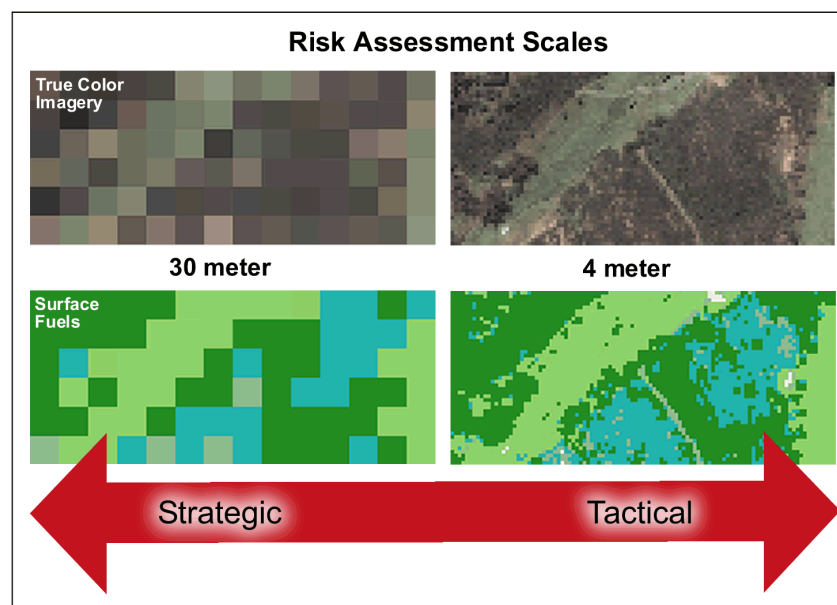 Risk Assessment Scales
True Color
Imagery
30 meter
4 meter
Surface
Fuels
Strategic
Tactical